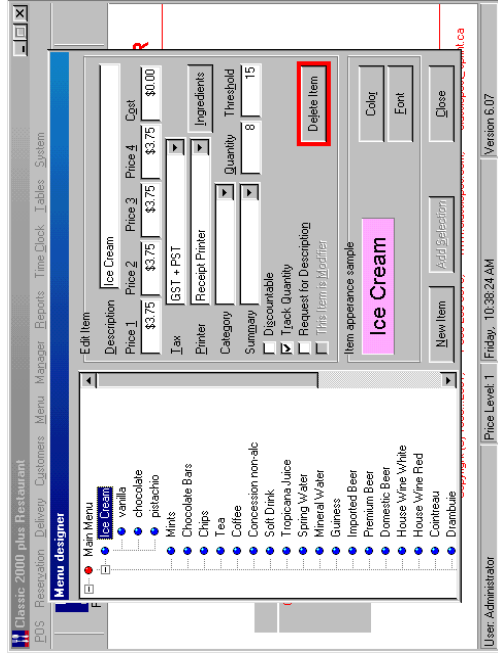 Classic 2000 plus Restaurant
POS Reservation Delivery Customers Menu Manager Reports Time Clock Tables System
Menu designer
Main Menu
Ice Cream
vanilla
chocolate
pistachio
Mints
Chocolate Bars
Chips
Tea
Coffee
Concession non-alc
Soft Drink
Tropicana Juice
Spring Water
Mineral Water
Guiness
Imported Beer
Premium Beer
Domestic Beer
House Wine White
House Wine Red
Cointreau
Drambuie
Edit Item
Description Ice Cream
Price 1 Price 2 Price 3 Price 4 Cost
$3.75 $3.75 $3.75 $3.75 $0.00
Tax GST + PST
Printer Receipt Printer Ingredients
Category Quantity Threshold
Summary 8 15
Discountable
Track Quantity
Request for Description
This Item is Modifier
Delete Item
Item apperance sample
Ice Cream
Color
Font
New Item Add Selection Close
User: Administrator Price Level: 1 Friday, 10:38:24 AM Version 6.07